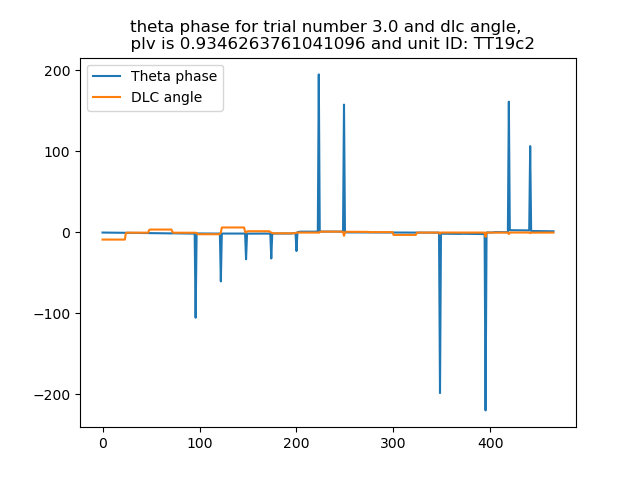 theta phase for trial number 3.0 and dlc angle,
plv is 0.9346263761041096 and unit ID: TT19c2
Theta phase
DLC angle
200
100
0
−100
−200
0 100 200 300 400